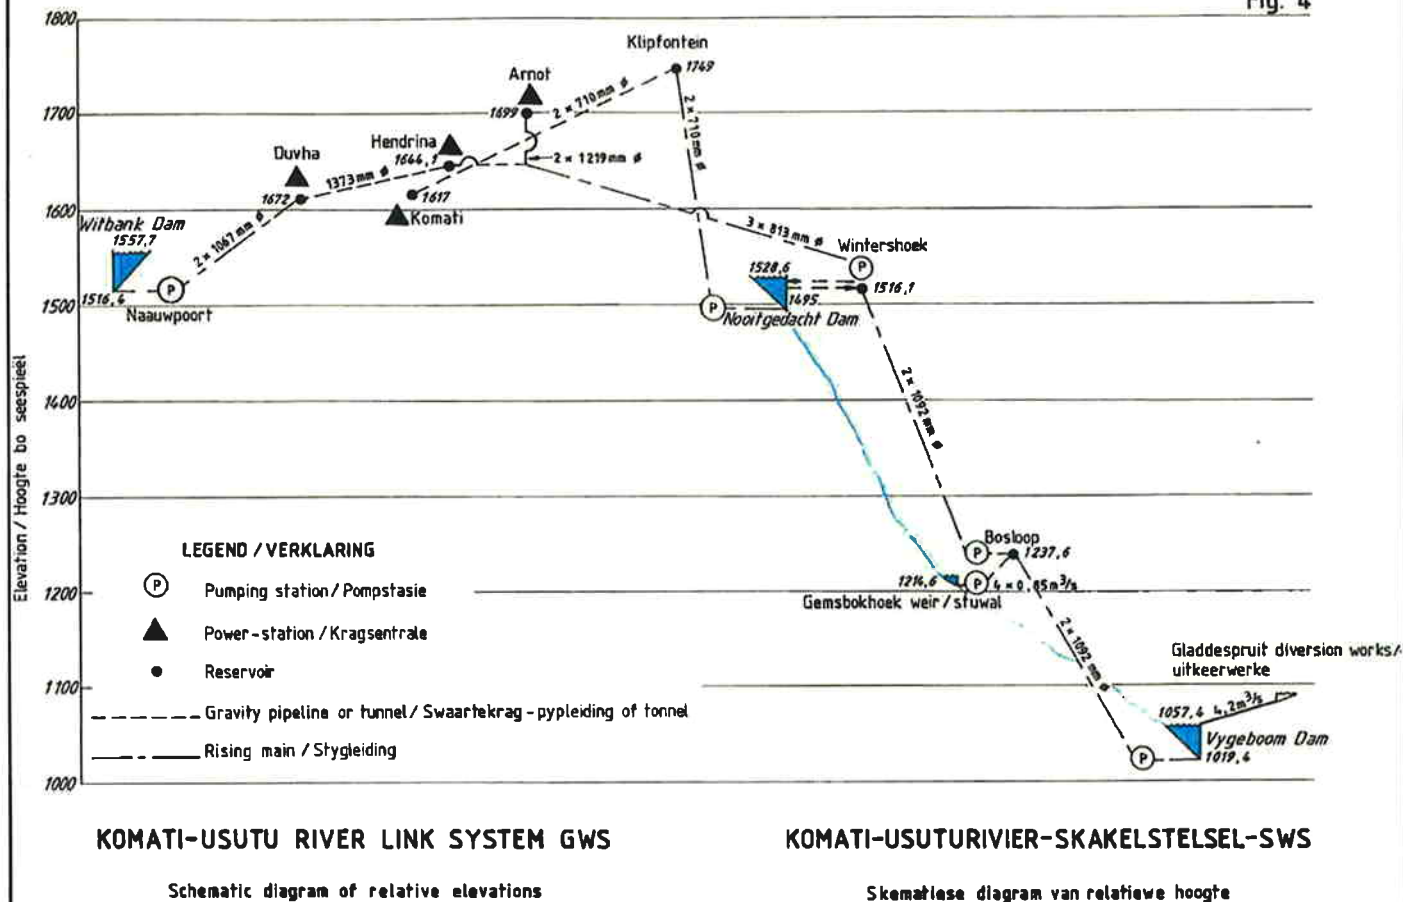 Fig. 4
1800
1700
1600
1500
1400
1300
1200
1100
1000
Elevation / Hoogte bo seespieël
Klipfontein
1749
Arnot
1699
2 × 710 mm ø
2 × 710 mm ø
Hendrina
1644,1
2 × 1219 mm ø
Duvha
1672
1373 mm ø
1617
Komati
Witbank Dam
1557,7
1516,4
2 × 1067 mm ø
P
Naauwpoort
3 × 813 mm ø
Wintershoek
P
1516,1
1528,6
1495
P
Nooitgedacht Dam
2 × 1092 mm ø
Bosloop
P
1237,6
1214,6
P
4 × 0,85 m³/s
Gemsbokhoek weir / stuwal
2 × 1092 mm ø
Gladdespruit diversion works/
uitkeerwerke
1057,4
4,2 m³/s
Vygeboom Dam
1019,4
P
LEGEND / VERKLARING
P Pumping station / Pompstasie
Power-station / Kragsentrale
Reservoir
Gravity pipeline or tunnel / Swaartekrag-pypleiding of tonnel
Rising main / Stygleiding
KOMATI-USUTU RIVER LINK SYSTEM GWS
Schematic diagram of relative elevations
KOMATI-USUTURIVIER-SKAKELSTELSEL-SWS
Skematiese diagram van relatiewe hoogte